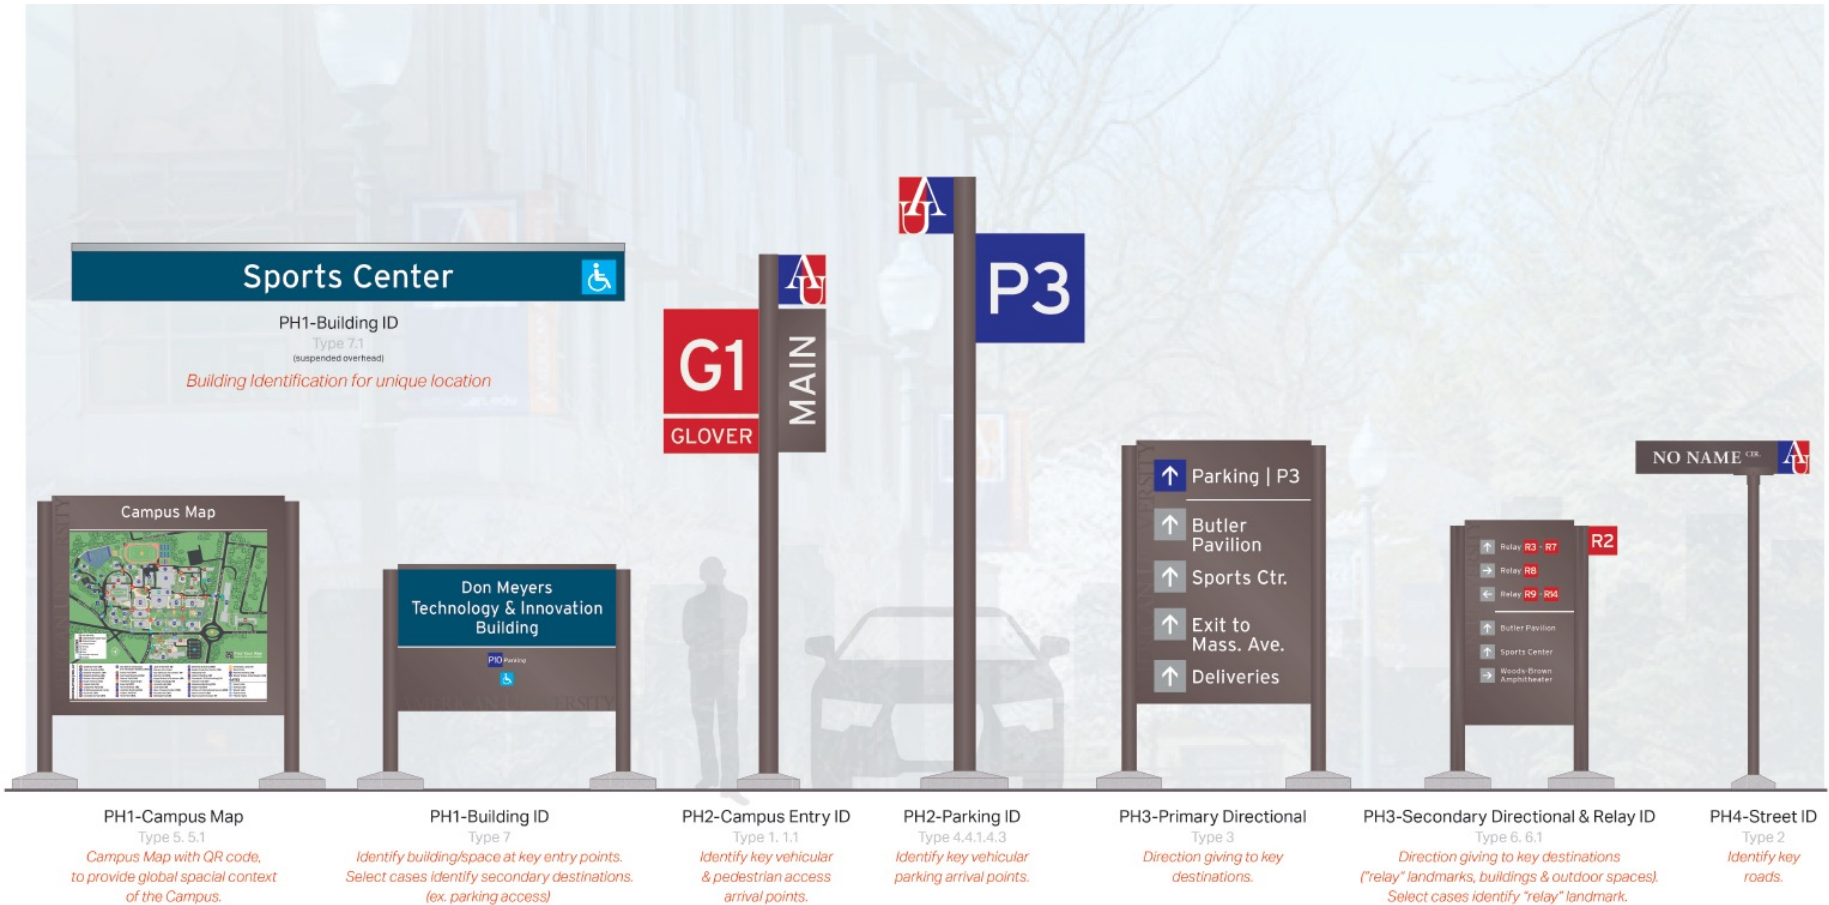 Sports Center
PH1-Building ID
Type 7.1
(suspended overhead)
Building Identification for unique location
Campus Map
Don Meyers
Technology & Innovation
Building
P10 Parking
AU
G1
GLOVER
MAIN
AU
P3
Parking | P3
Butler
Pavilion
Sports Ctr.
Exit to
Mass. Ave.
Deliveries
R2
Relay R3 - R7
Relay R8
Relay R9 - R14
Butler Pavilion
Sports Center
Woods-Brown
Amphitheater
NO NAME CIR.
AU
PH1-Campus Map
Type 5. 5.1
Campus Map with QR code,
to provide global spacial context
of the Campus.
PH1-Building ID
Type 7
Identify building/space at key entry points.
Select cases identify secondary destinations.
(ex. parking access)
PH2-Campus Entry ID
Type 1. 1.1
Identify key vehicular
& pedestrian access
arrival points.
PH2-Parking ID
Type 4.4.1.4.3
Identify key vehicular
parking arrival points.
PH3-Primary Directional
Type 3
Direction giving to key
destinations.
PH3-Secondary Directional & Relay ID
Type 6. 6.1
Direction giving to key destinations
("relay" landmarks, buildings & outdoor spaces).
Select cases identify "relay" landmark.
PH4-Street ID
Type 2
Identify key
roads.